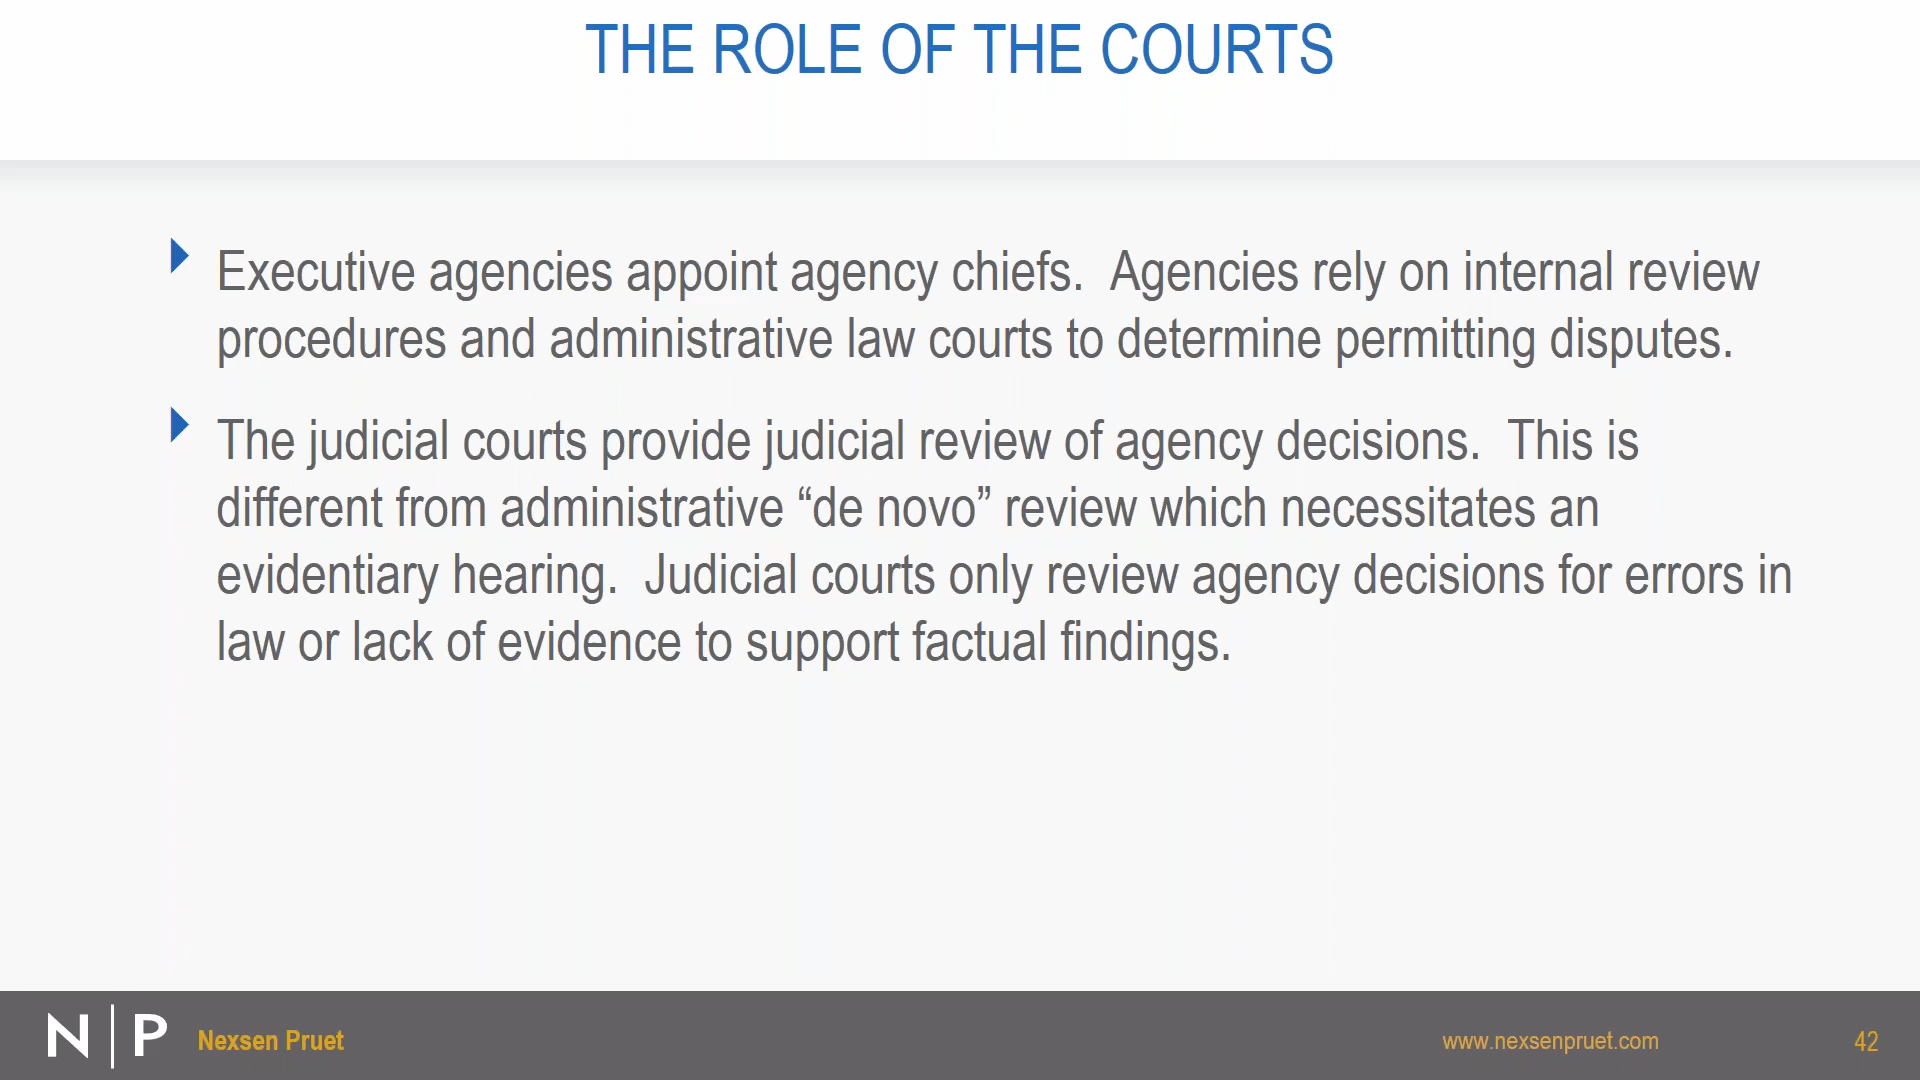 THE ROLE OF THE COURTS
Executive agencies appoint agency chiefs.  Agencies rely on internal review
procedures and administrative law courts to determine permitting disputes.
The judicial courts provide judicial review of agency decisions.  This is
different from administrative “de novo” review which necessitates an
evidentiary hearing.  Judicial courts only review agency decisions for errors in
law or lack of evidence to support factual findings.
N|P Nexsen Pruet www.nexsenpruet.com 42